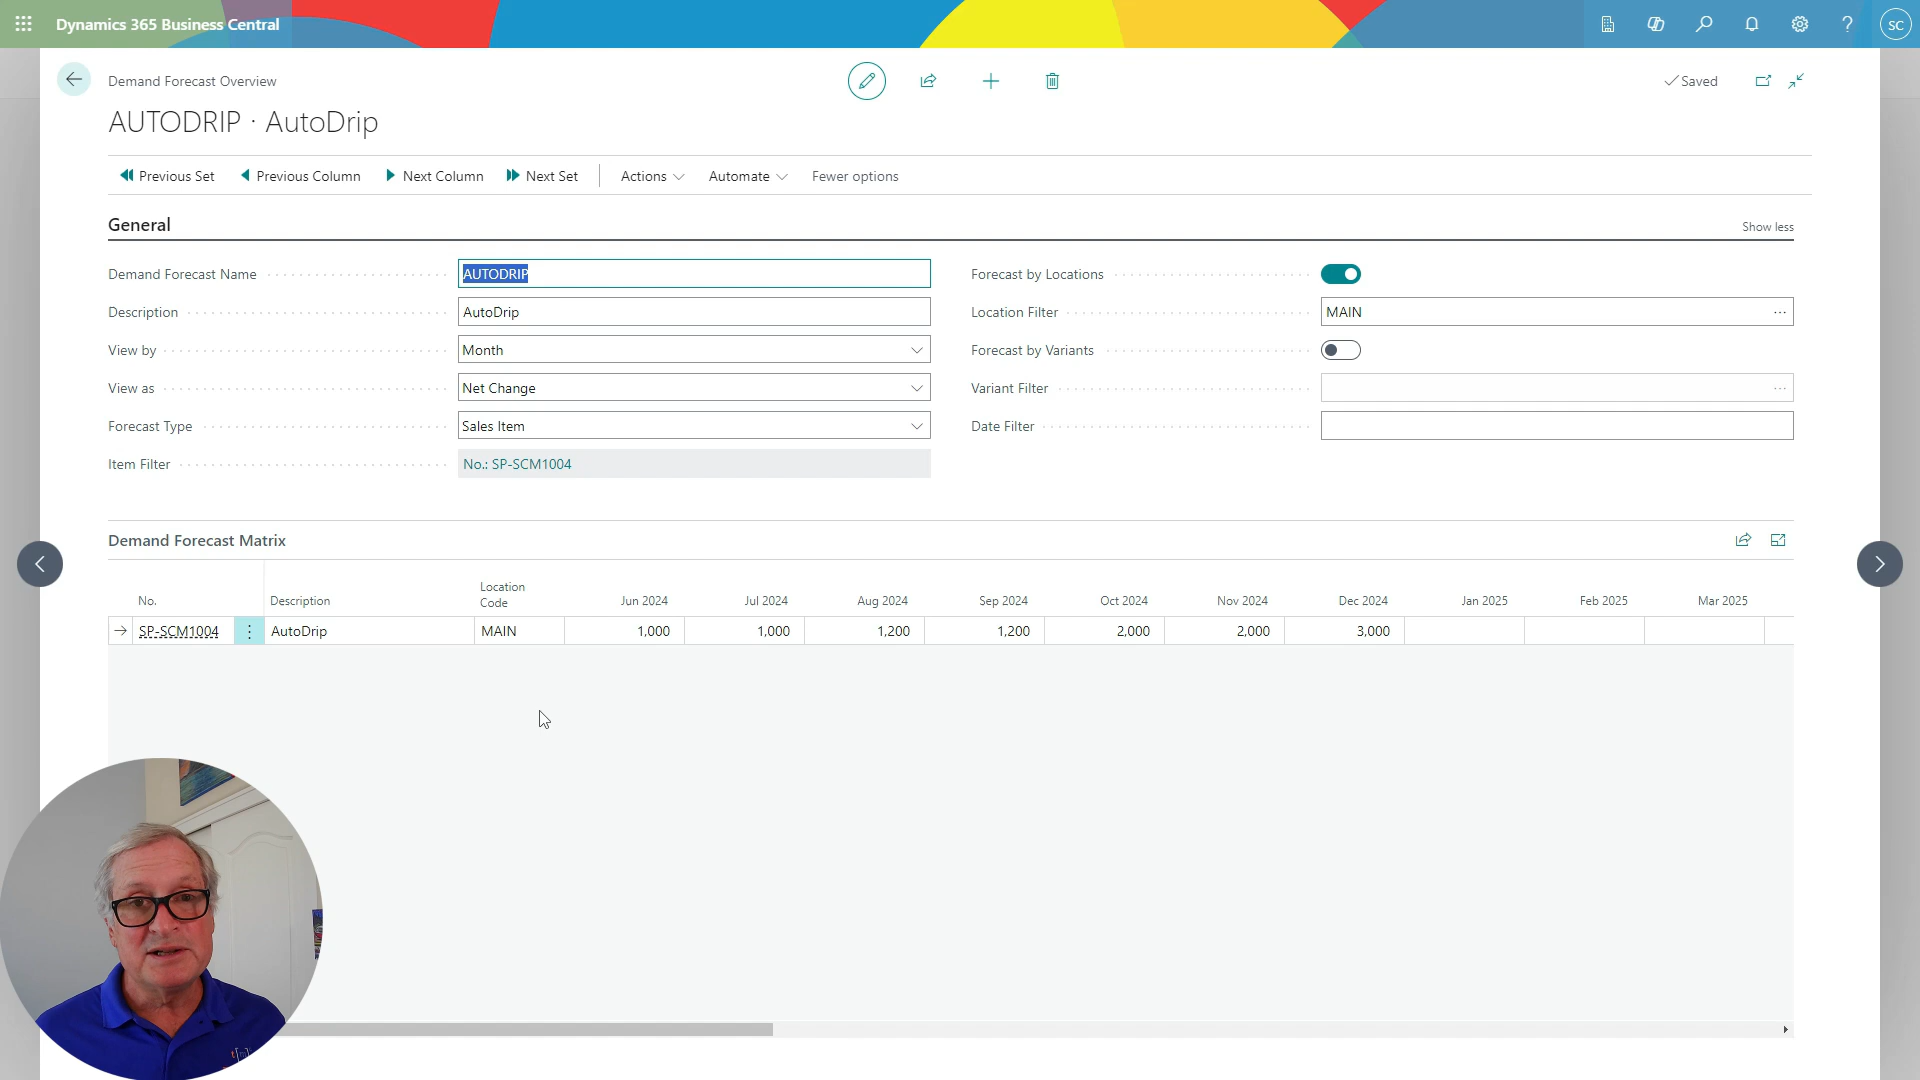 Dynamics 365 Business Central
SC
Demand Forecast Overview
Saved
AUTODRIP · AutoDrip
Previous Set Previous Column Next Column Next Set Actions Automate Fewer options
General
Show less
Demand Forecast Name AUTODRIP
Description AutoDrip
View by Month
View as Net Change
Forecast Type Sales Item
Item Filter No.: SP-SCM1004
Forecast by Locations
Location Filter MAIN
Forecast by Variants
Variant Filter
Date Filter
Demand Forecast Matrix
No. Description Location Code Jun 2024 Jul 2024 Aug 2024 Sep 2024 Oct 2024 Nov 2024 Dec 2024 Jan 2025 Feb 2025 Mar 2025
SP-SCM1004 AutoDrip MAIN 1,000 1,000 1,200 1,200 2,000 2,000 3,000